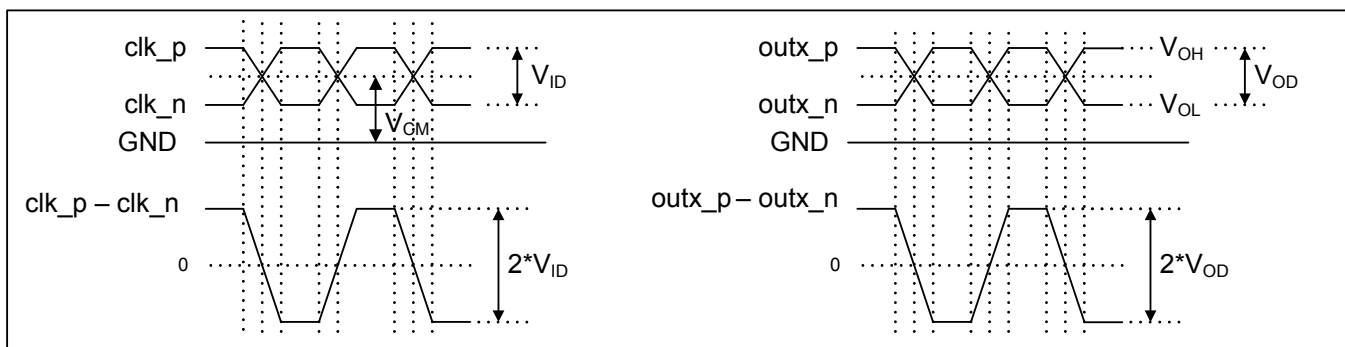 clk_p
V_ID
clk_n
V_CM
GND
clk_p – clk_n
0
2*V_ID
outx_p
V_OH
V_OD
outx_n
V_OL
GND
outx_p – outx_n
0
2*V_OD